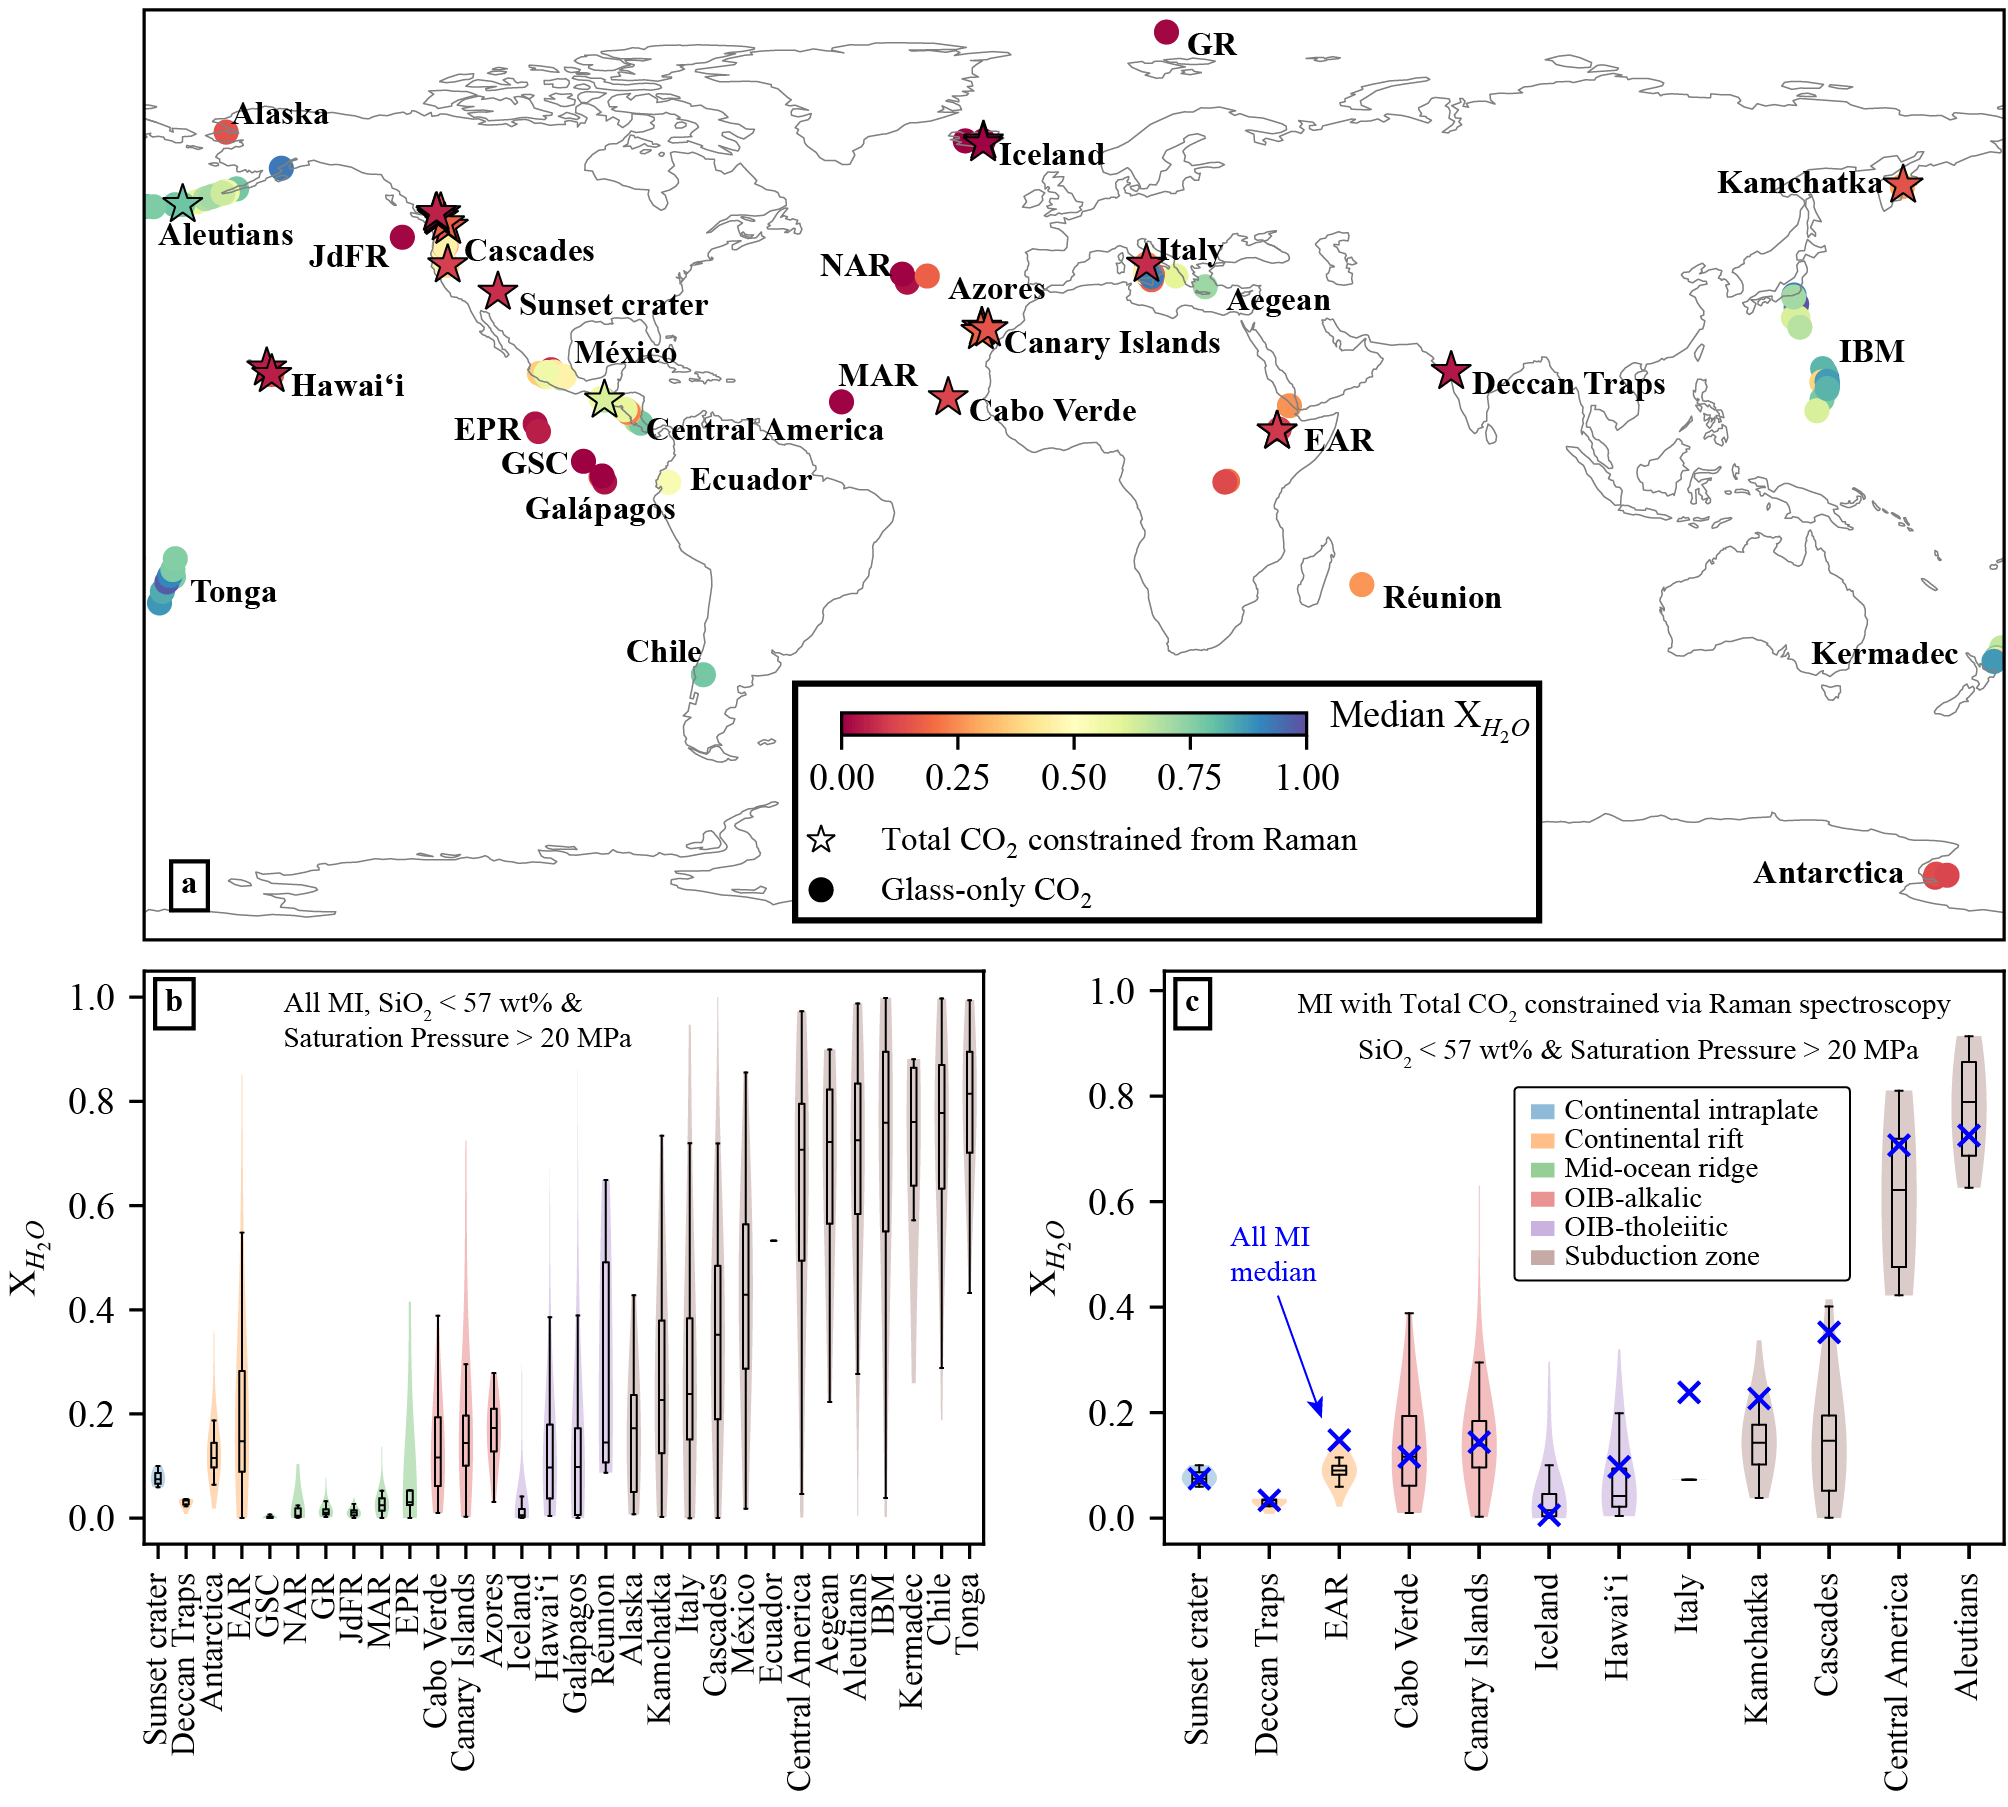 GR
Alaska
Iceland
Kamchatka
Aleutians
JdFR
Cascades
NAR
Italy
Azores
Aegean
Sunset crater
Canary Islands
México
IBM
Hawaiʻi
MAR
Deccan Traps
Cabo Verde
EPR
Central America
EAR
GSC
Ecuador
Galápagos
Tonga
Réunion
Chile
Kermadec
Median X_{H_2O}
0.00 0.25 0.50 0.75 1.00
Total CO₂ constrained from Raman
Glass-only CO₂
Antarctica
a
b
All MI, SiO₂ < 57 wt% &
Saturation Pressure > 20 MPa
X_{H_2O}
1.0
0.8
0.6
0.4
0.2
0.0
Sunset crater
Deccan Traps
Antarctica
EAR
GSC
NAR
GR
JdFR
MAR
EPR
Cabo Verde
Canary Islands
Azores
Iceland
Hawaiʻi
Galápagos
Réunion
Alaska
Kamchatka
Italy
Cascades
México
Ecuador
Central America
Aegean
Aleutians
IBM
Kermadec
Chile
Tonga
c
MI with Total CO₂ constrained via Raman spectroscopy
SiO₂ < 57 wt% & Saturation Pressure > 20 MPa
Continental intraplate
Continental rift
Mid-ocean ridge
OIB-alkalic
OIB-tholeiitic
Subduction zone
All MI
median
X_{H_2O}
1.0
0.8
0.6
0.4
0.2
0.0
Sunset crater
Deccan Traps
EAR
Cabo Verde
Canary Islands
Iceland
Hawaiʻi
Italy
Kamchatka
Cascades
Central America
Aleutians